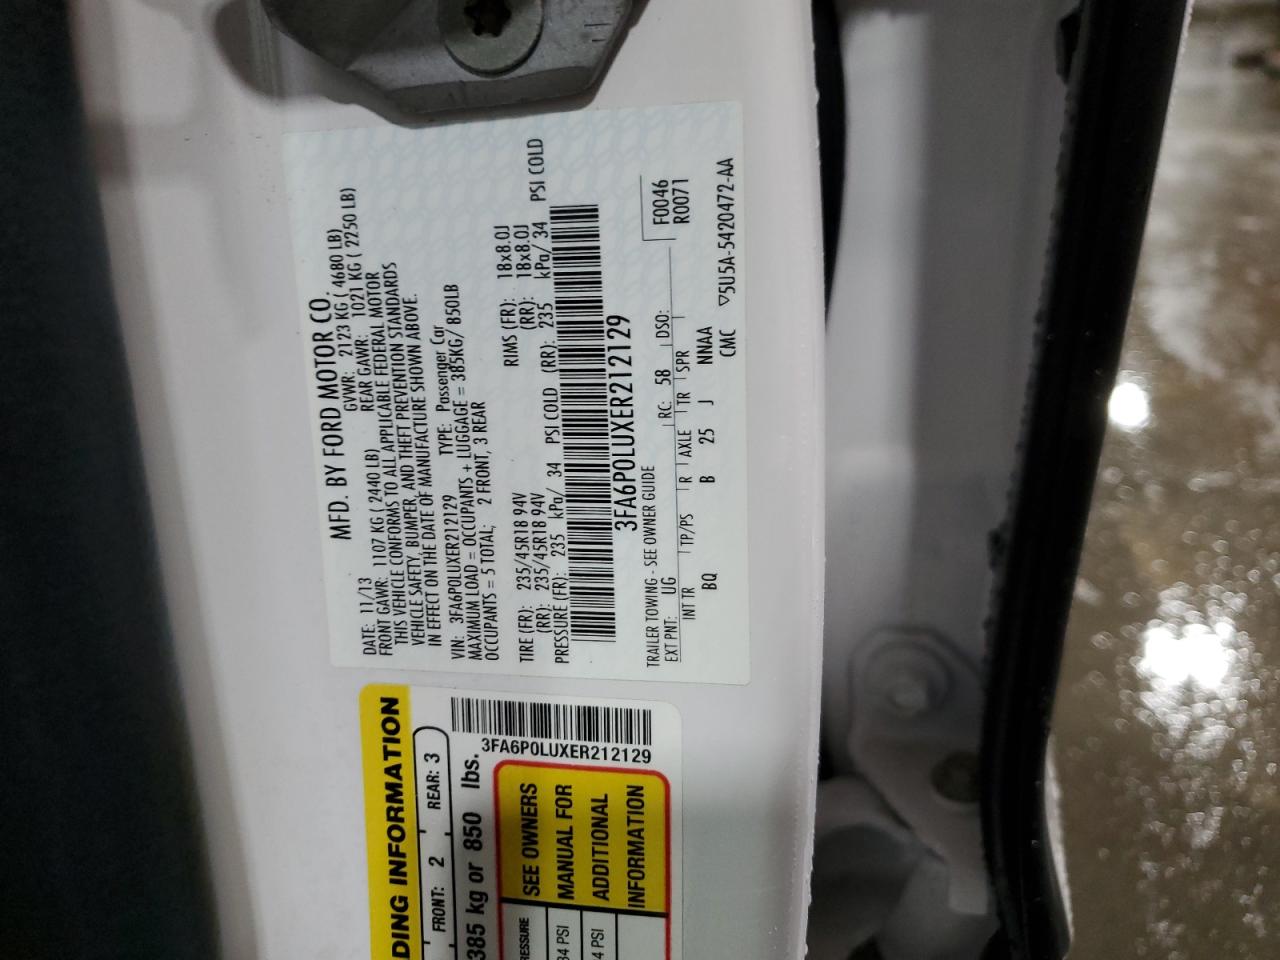 MFD. BY FORD MOTOR CO.
DATE: 11/13 GVWR: 2123 KG ( 4680 LB)
FRONT GAWR: 1107 KG ( 2440 LB) REAR GAWR: 1021 KG ( 2250 LB)
THIS VEHICLE CONFORMS TO ALL APPLICABLE FEDERAL MOTOR
VEHICLE SAFETY, BUMPER, AND THEFT PREVENTION STANDARDS
IN EFFECT ON THE DATE OF MANUFACTURE SHOWN ABOVE.
VIN: 3FA6P0LUXER212129 TYPE: Passenger Car
MAXIMUM LOAD = OCCUPANTS + LUGGAGE = 385KG/ 850LB
OCCUPANTS = 5 TOTAL; 2 FRONT, 3 REAR
TIRE (FR): 235/45R18 94V RIMS (FR): 18x8.0J
(RR): 235/45R18 94V (RR): 18x8.0J
PRESSURE (FR): 235 kPa/ 34 PSI COLD (RR): 235 kPa/ 34 PSI COLD
3FA6P0LUXER212129
F0046
R0071
TRAILER TOWING - SEE OWNER GUIDE
EXT PNT: UG RC: 58 DSO:
INT TR TP/PS R AXLE TR SPR
BQ B 25 J NNAA
CMC ▽5U5A-5420472-AA
DING INFORMATION
FRONT: 2 REAR: 3
385 kg or 850 lbs.
3FA6P0LUXER212129
RESSURE
34 PSI
4 PSI
SEE OWNERS
MANUAL FOR
ADDITIONAL
INFORMATION